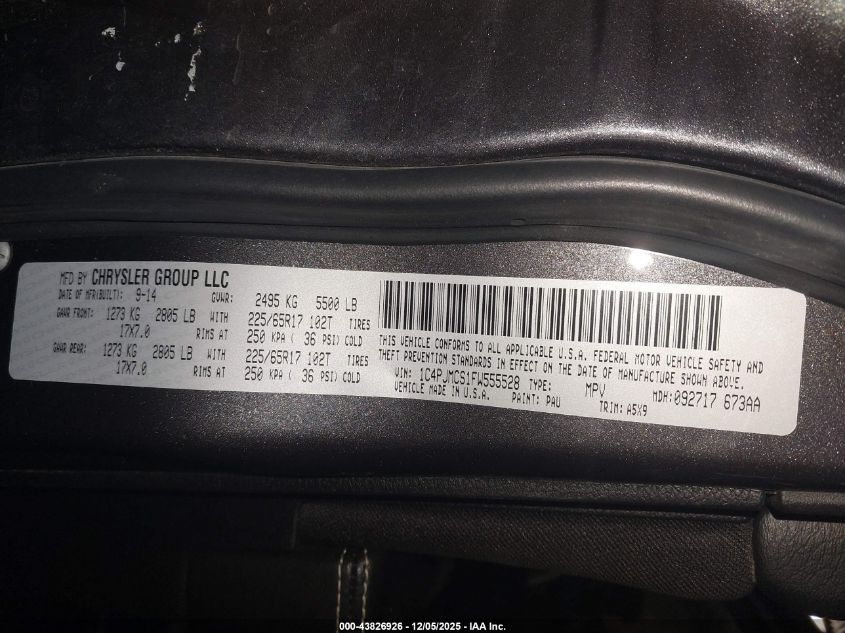 MFD BY CHRYSLER GROUP LLC
DATE OF MFR(BUILT): 9-14 GVWR: 2495 KG 5500 LB
GAWR FRONT: 1273 KG 2805 LB WITH 225/65R17 102T TIRES
17X7.0 RIMS AT 250 KPA ( 36 PSI) COLD
GAWR REAR: 1273 KG 2805 LB WITH 225/65R17 102T TIRES
17X7.0 RIMS AT 250 KPA ( 36 PSI) COLD
THIS VEHICLE CONFORMS TO ALL APPLICABLE U.S.A. FEDERAL MOTOR VEHICLE SAFETY AND
THEFT PREVENTION STANDARDS IN EFFECT ON THE DATE OF MANUFACTURE SHOWN ABOVE.
VIN: 1C4PJMCS1FW555528 TYPE: MPV MDH: 092717 673AA
VEHICLE MADE IN U.S.A. PAINT: PAU TRIM: A5X9
000-43826926 - 12/05/2025 - IAA Inc.